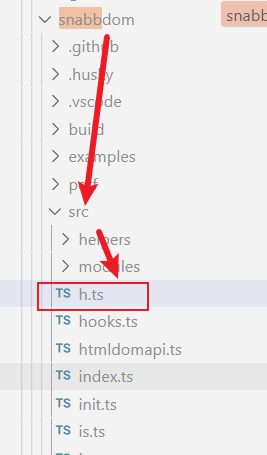 snabbdom
snabb
.github
.husky
.vscode
build
examples
perf
src
helpers
modules
TS h.ts
TS hooks.ts
TS htmldomapi.ts
TS index.ts
TS init.ts
TS is.ts